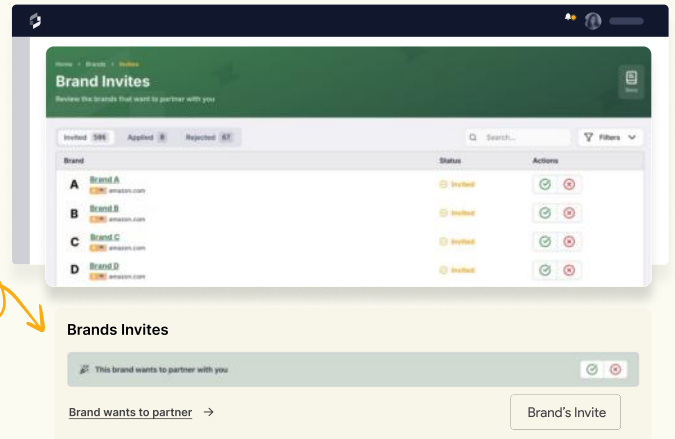 Home > Brands > Invites
Brand Invites
Review the brands that want to partner with you
Docs
Invited 586 Applied 8 Rejected 67
Search...
Filters
Brand Status Actions
A Brand A Invited
amazon.com
B Brand B Invited
amazon.com
C Brand C Invited
amazon.com
D Brand D Invited
amazon.com
Brands Invites
This brand wants to partner with you
Brand wants to partner →
Brand's Invite